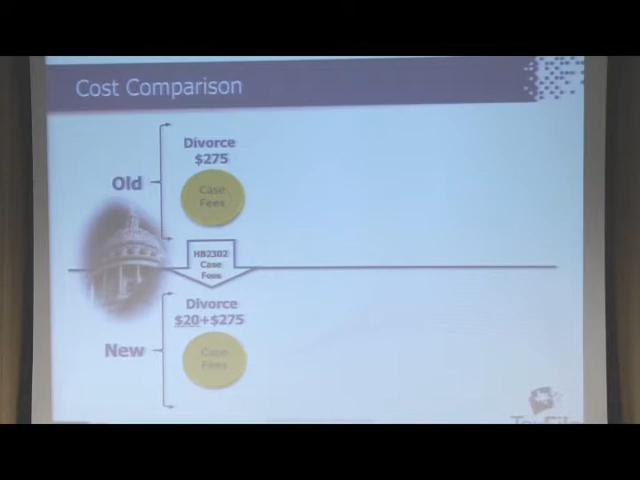 Cost Comparison
Divorce
$275
Old
Case
Fees
HB2302
Case
Fees
Divorce
$20+$275
New
Case
Fees